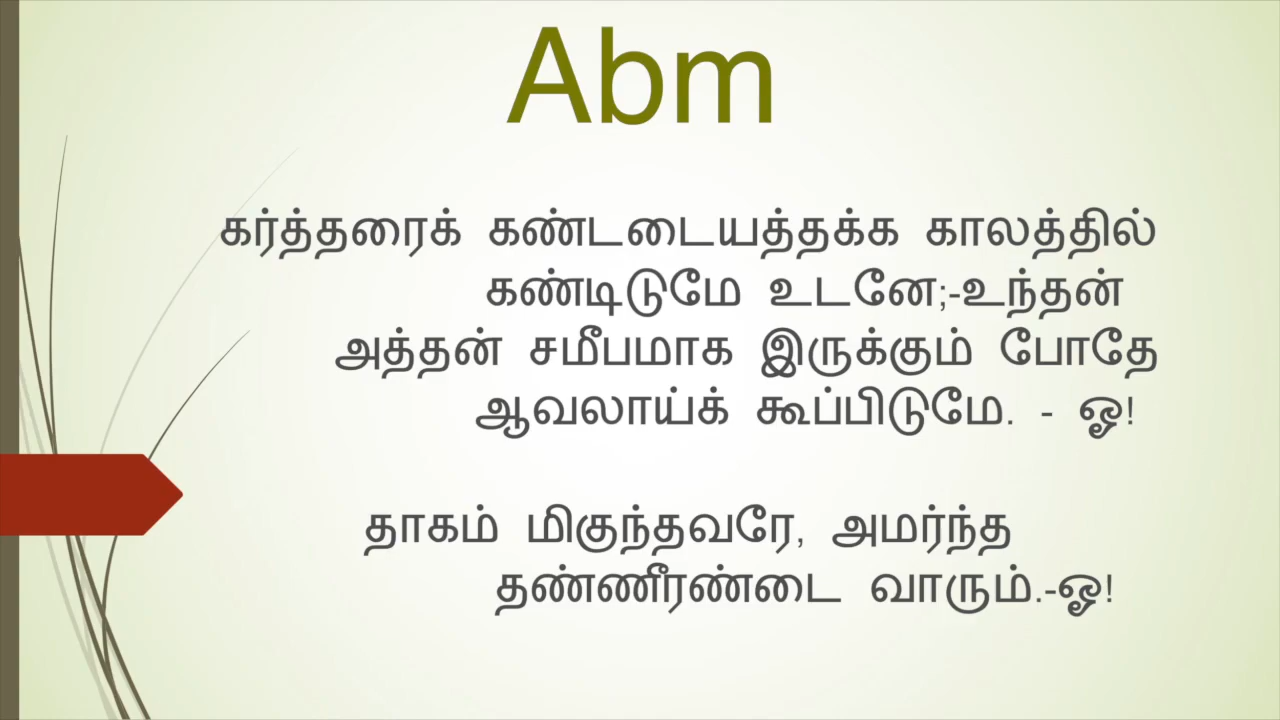 Abm
கர்த்தரைக் கண்டடையத்தக்க காலத்தில்
கண்டிடுமே உடனே;-உந்தன்
அத்தன் சமீபமாக இருக்கும் போதே
ஆவலாய்க் கூப்பிடுமே. - ஓ!
தாகம் மிகுந்தவரே, அமர்ந்த
தண்ணீரண்டை வாரும்.-ஓ!